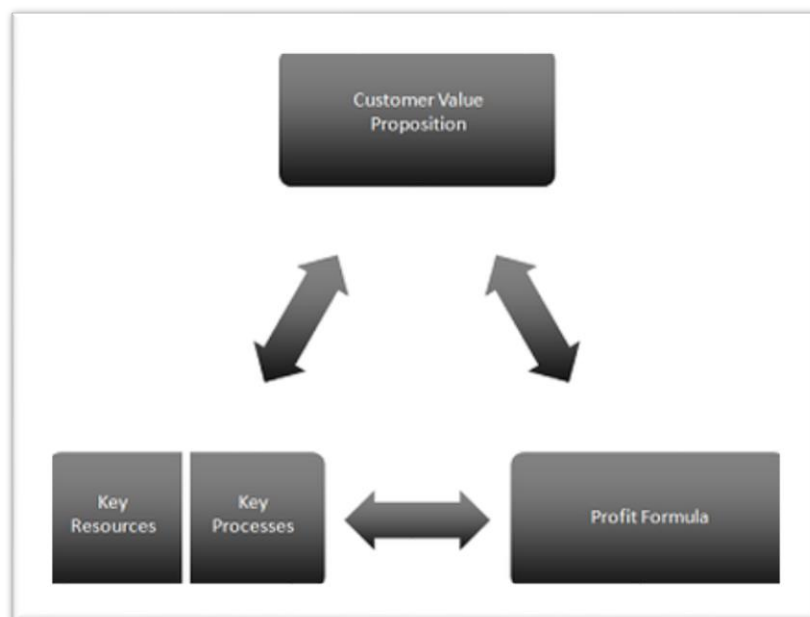 Customer Value
Proposition
Key
Resources
Key
Processes
Profit Formula